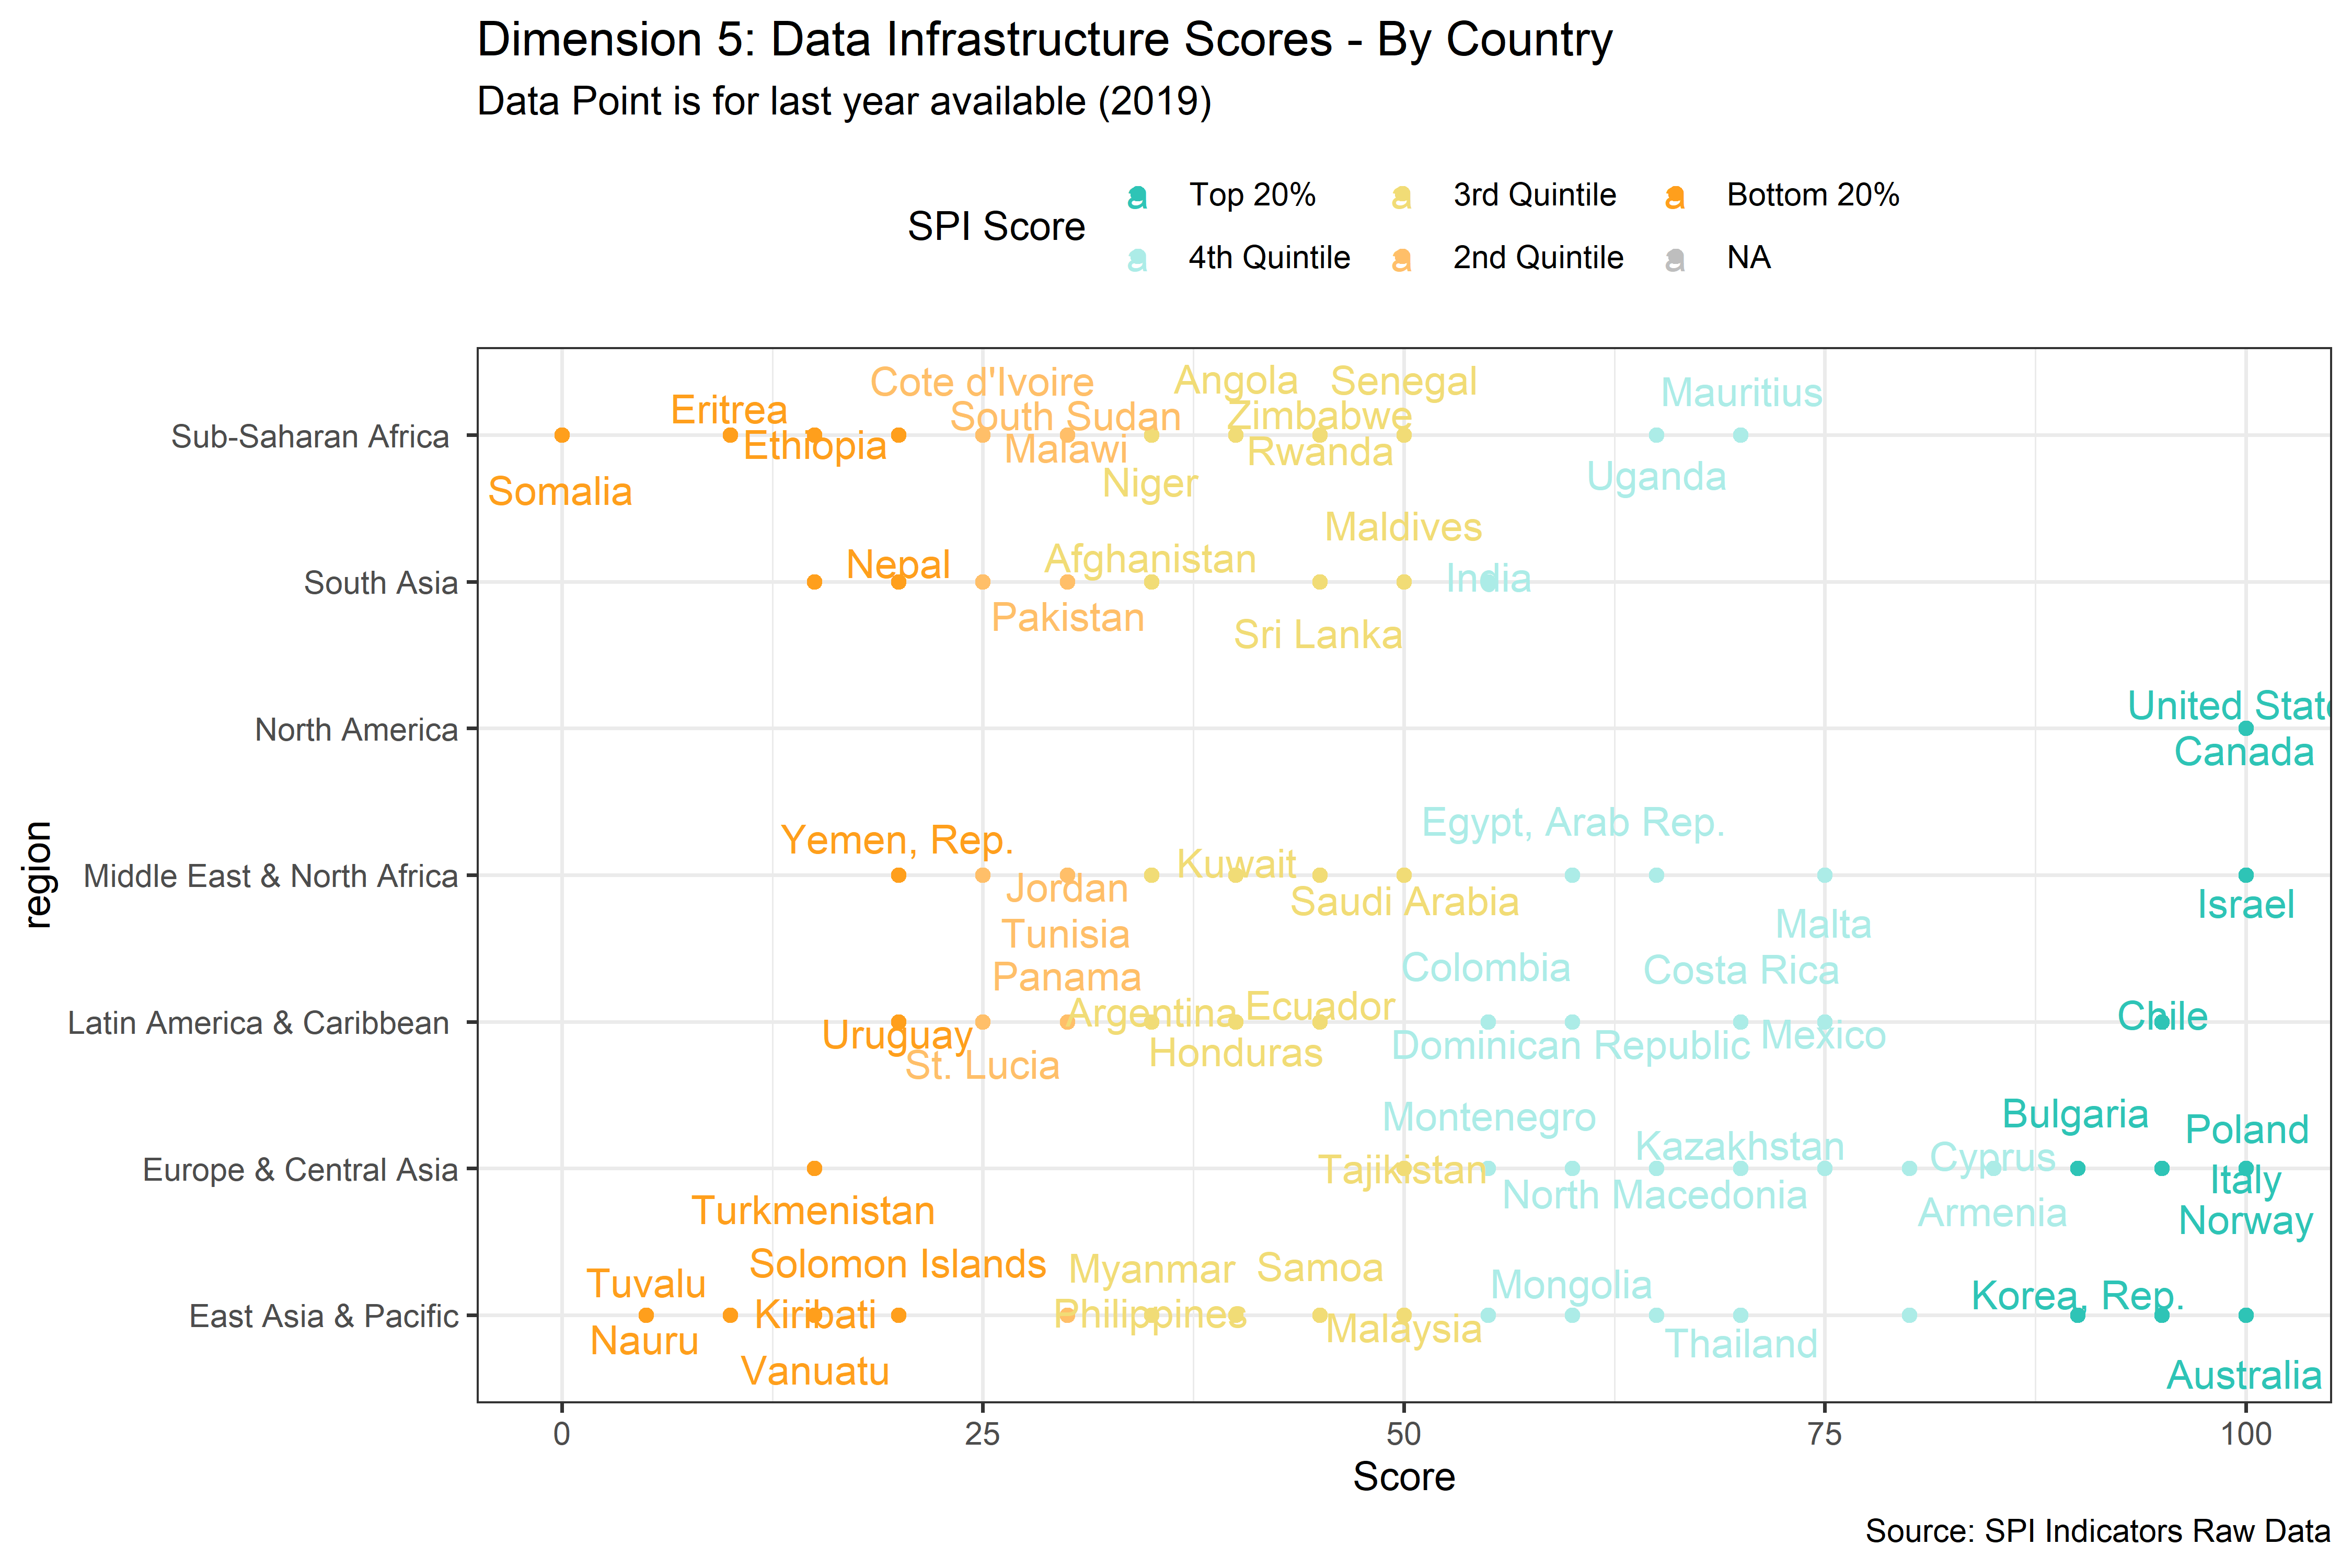 Dimension 5: Data Infrastructure Scores - By Country
Data Point is for last year available (2019)
SPI Score
a Top 20%
a 3rd Quintile
a Bottom 20%
a 4th Quintile
a 2nd Quintile
a NA
region
Sub-Saharan Africa
Cote d'Ivoire
Angola
Senegal
Mauritius
Eritrea
South Sudan
Zimbabwe
Ethiopia
Malawi
Rwanda
Uganda
Niger
Somalia
South Asia
Maldives
Afghanistan
Nepal
India
Pakistan
Sri Lanka
North America
United State
Canada
Middle East & North Africa
Egypt, Arab Rep.
Yemen, Rep.
Kuwait
Jordan
Saudi Arabia
Israel
Malta
Tunisia
Latin America & Caribbean
Colombia
Costa Rica
Panama
Argentina
Ecuador
Chile
Uruguay
Mexico
Dominican Republic
Honduras
St. Lucia
Europe & Central Asia
Bulgaria
Montenegro
Poland
Kazakhstan
Cyprus
Tajikistan
Italy
North Macedonia
Turkmenistan
Armenia
Norway
East Asia & Pacific
Solomon Islands
Myanmar
Samoa
Tuvalu
Mongolia
Korea, Rep.
Kiribati
Philippines
Malaysia
Nauru
Thailand
Vanuatu
Australia
0
25
50
75
100
Score
Source: SPI Indicators Raw Data